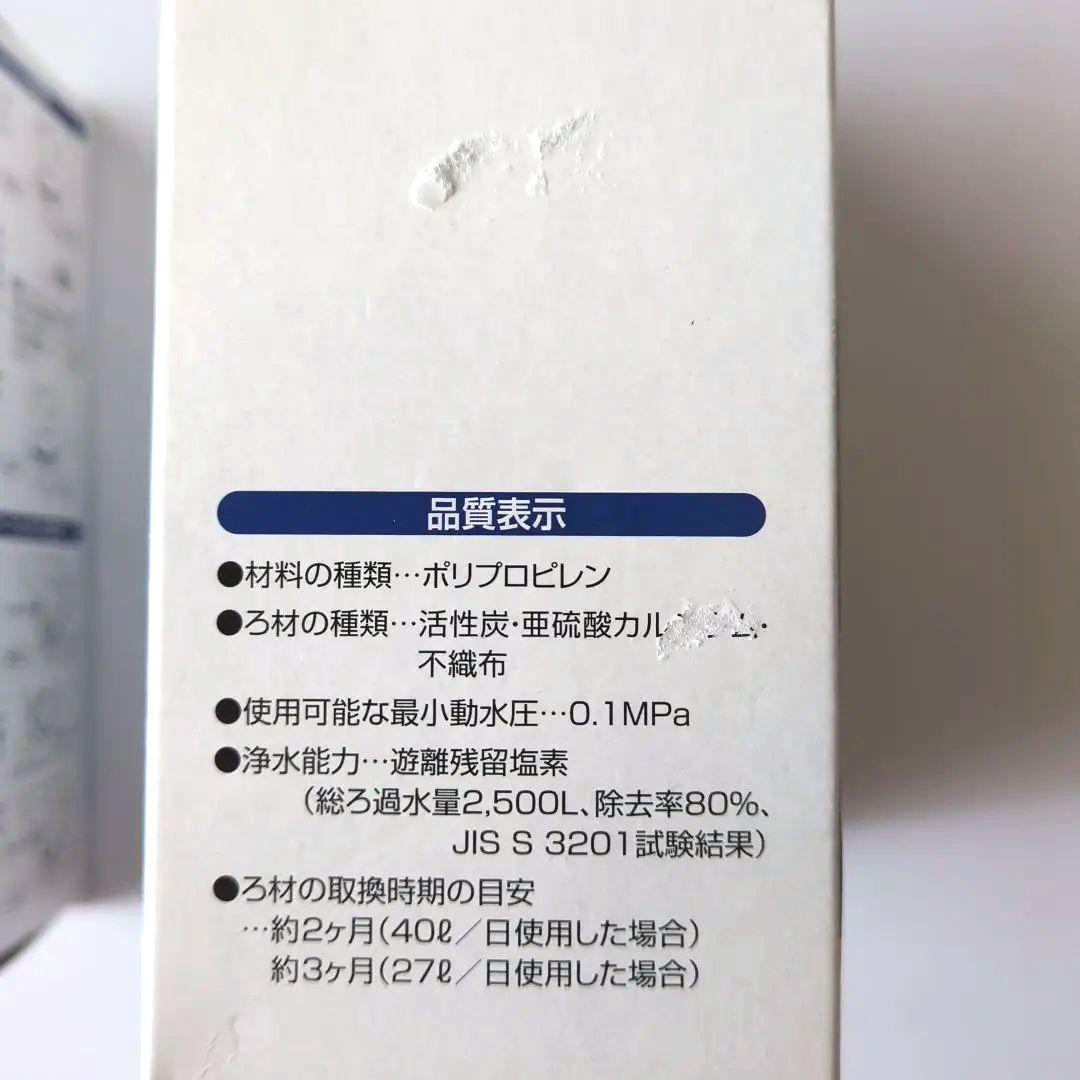 品質表示
●材料の種類…ポリプロピレン
●ろ材の種類…活性炭・亜硫酸カル
不織布
●使用可能な最小動水圧…0.1MPa
●浄水能力…遊離残留塩素
（総ろ過水量2,500L、除去率80%、
JIS S 3201試験結果）
●ろ材の取換時期の目安
…約2ヶ月（40ℓ／日使用した場合）
約3ヶ月（27ℓ／日使用した場合）